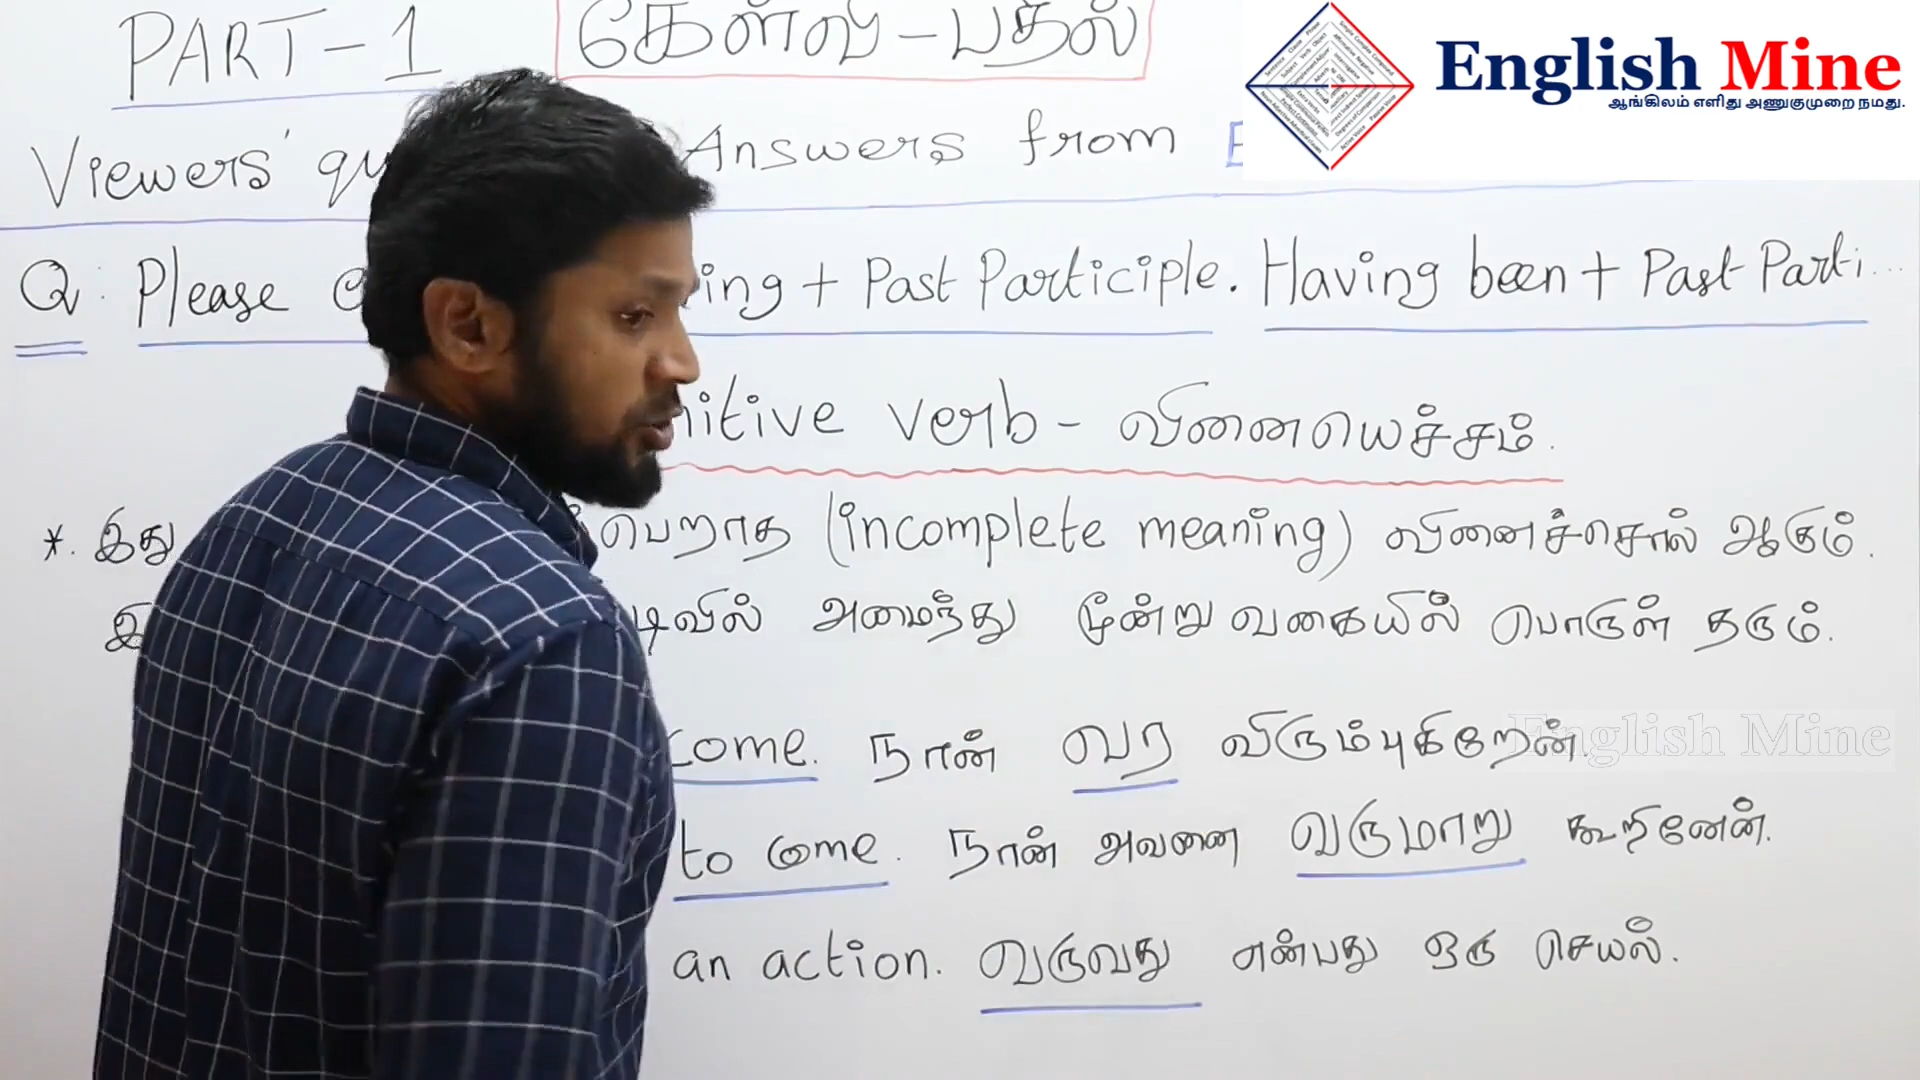 PART-1 கேள்வி-பதில்
English Mine
ஆங்கிலம் எளிது அணுகுமுறை நமது.
Viewers' Answers from
Q: Please ing + Past Participle. Having been + Past Parti...
nitive verb - வினையெச்சம்.
*. இது பெறாத (incomplete meaning) வினைச்சொல் ஆகும்.
டிவில் அமைந்து மூன்று வகையில் பொருள் தரும்.
come. நான் வர விரும்புகிறேன்.
English Mine
to come. நான் அவனை வருமாறு கூறினேன்.
an action. வருவது என்பது ஒரு செயல்.